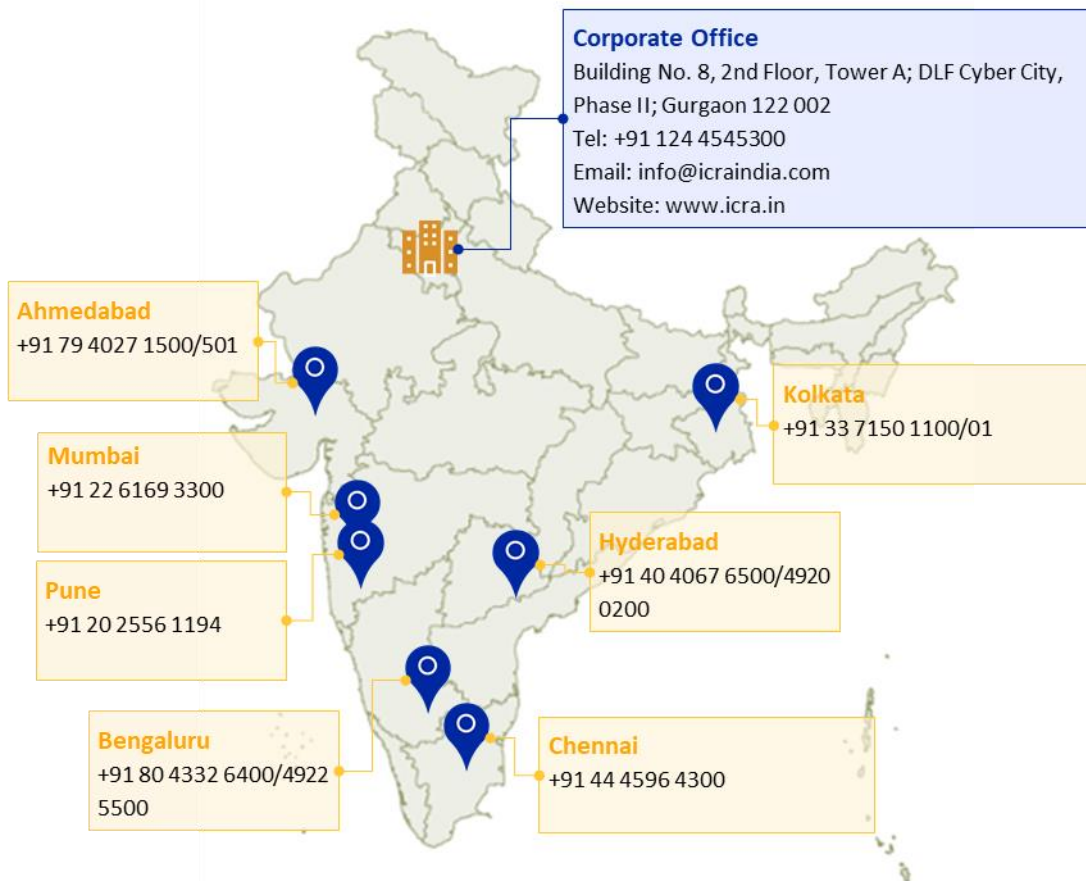 Corporate Office
Building No. 8, 2nd Floor, Tower A; DLF Cyber City,
Phase II; Gurgaon 122 002
Tel: +91 124 4545300
Email: info@icraindia.com
Website: www.icra.in
Ahmedabad
+91 79 4027 1500/501
Kolkata
+91 33 7150 1100/01
Mumbai
+91 22 6169 3300
Hyderabad
+91 40 4067 6500/4920
0200
Pune
+91 20 2556 1194
Bengaluru
+91 80 4332 6400/4922
5500
Chennai
+91 44 4596 4300